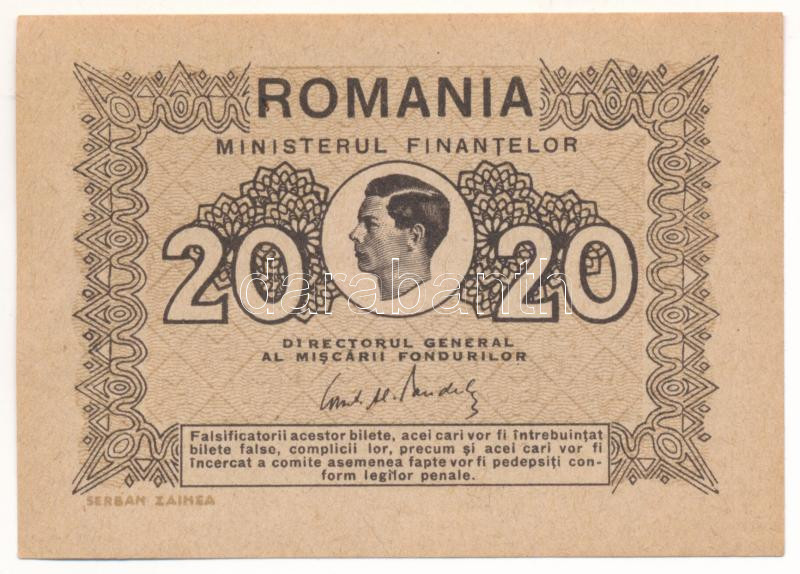 ROMANIA
MINISTERUL FINANȚELOR
20 20
DIRECTORUL GENERAL
AL MIȘCĂRII FONDURILOR
Falsificatorii acestor bilete, acei cari vor fi întrebuințat
bilete false, complicii lor, precum și acei cari vor fi
încercat a comite asemenea fapte vor fi pedepsiți con-
form legilor penale.
SERBAN ZAINEA
darabanth